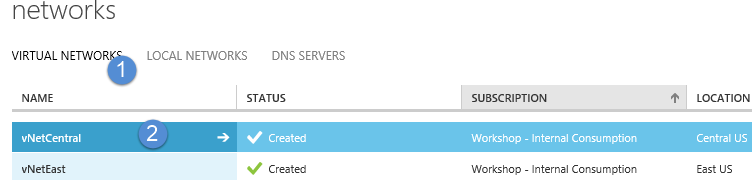 networks
VIRTUAL NETWORKS LOCAL NETWORKS DNS SERVERS
1
NAME STATUS SUBSCRIPTION LOCATION
vNetCentral 2 Created Workshop - Internal Consumption Central US
vNetEast Created Workshop - Internal Consumption East US